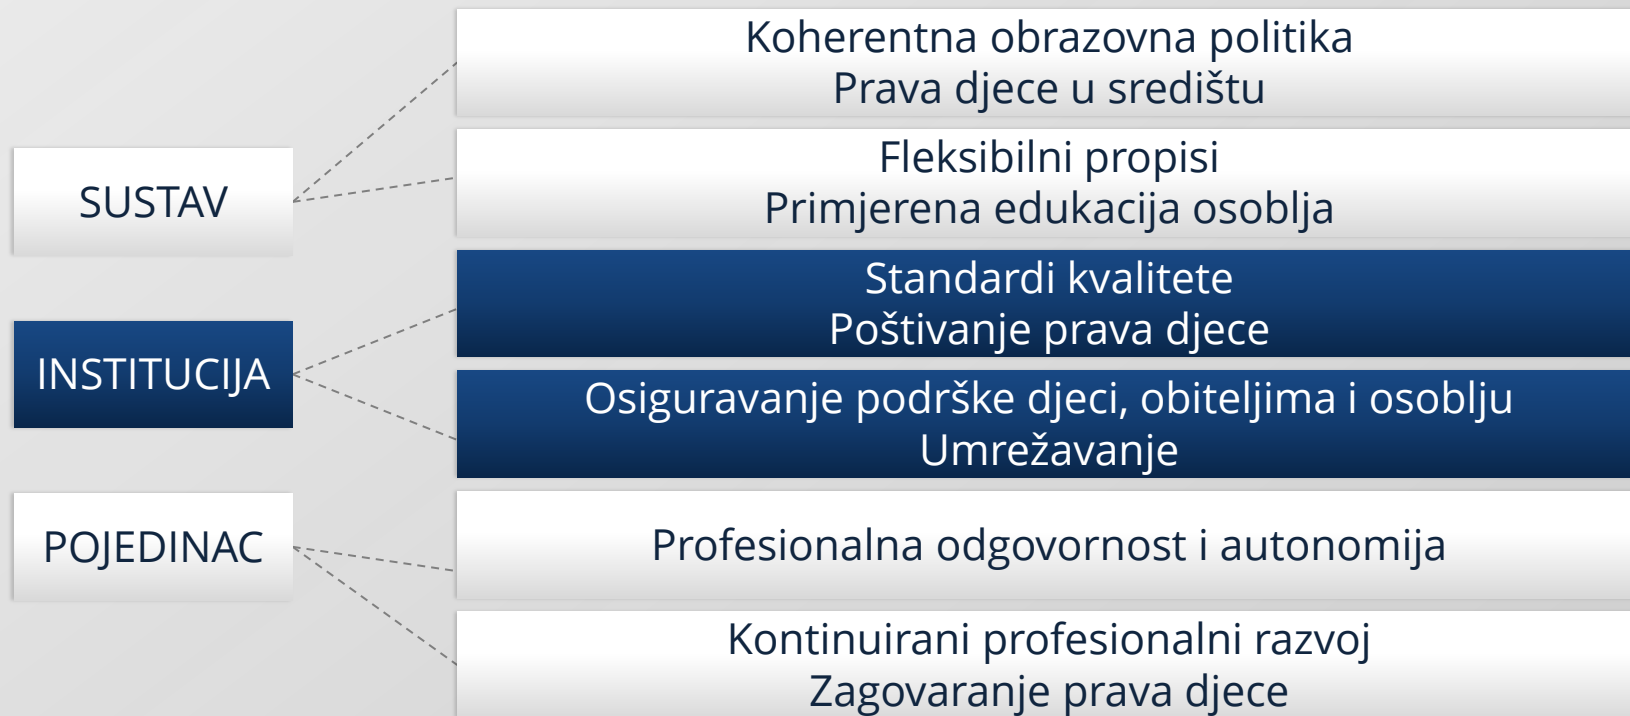 SUSTAV
Koherentna obrazovna politika
Prava djece u središtu
Fleksibilni propisi
Primjerena edukacija osoblja
INSTITUCIJA
Standardi kvalitete
Poštivanje prava djece
Osiguravanje podrške djeci, obiteljima i osoblju
Umrežavanje
POJEDINAC
Profesionalna odgovornost i autonomija
Kontinuirani profesionalni razvoj
Zagovaranje prava djece